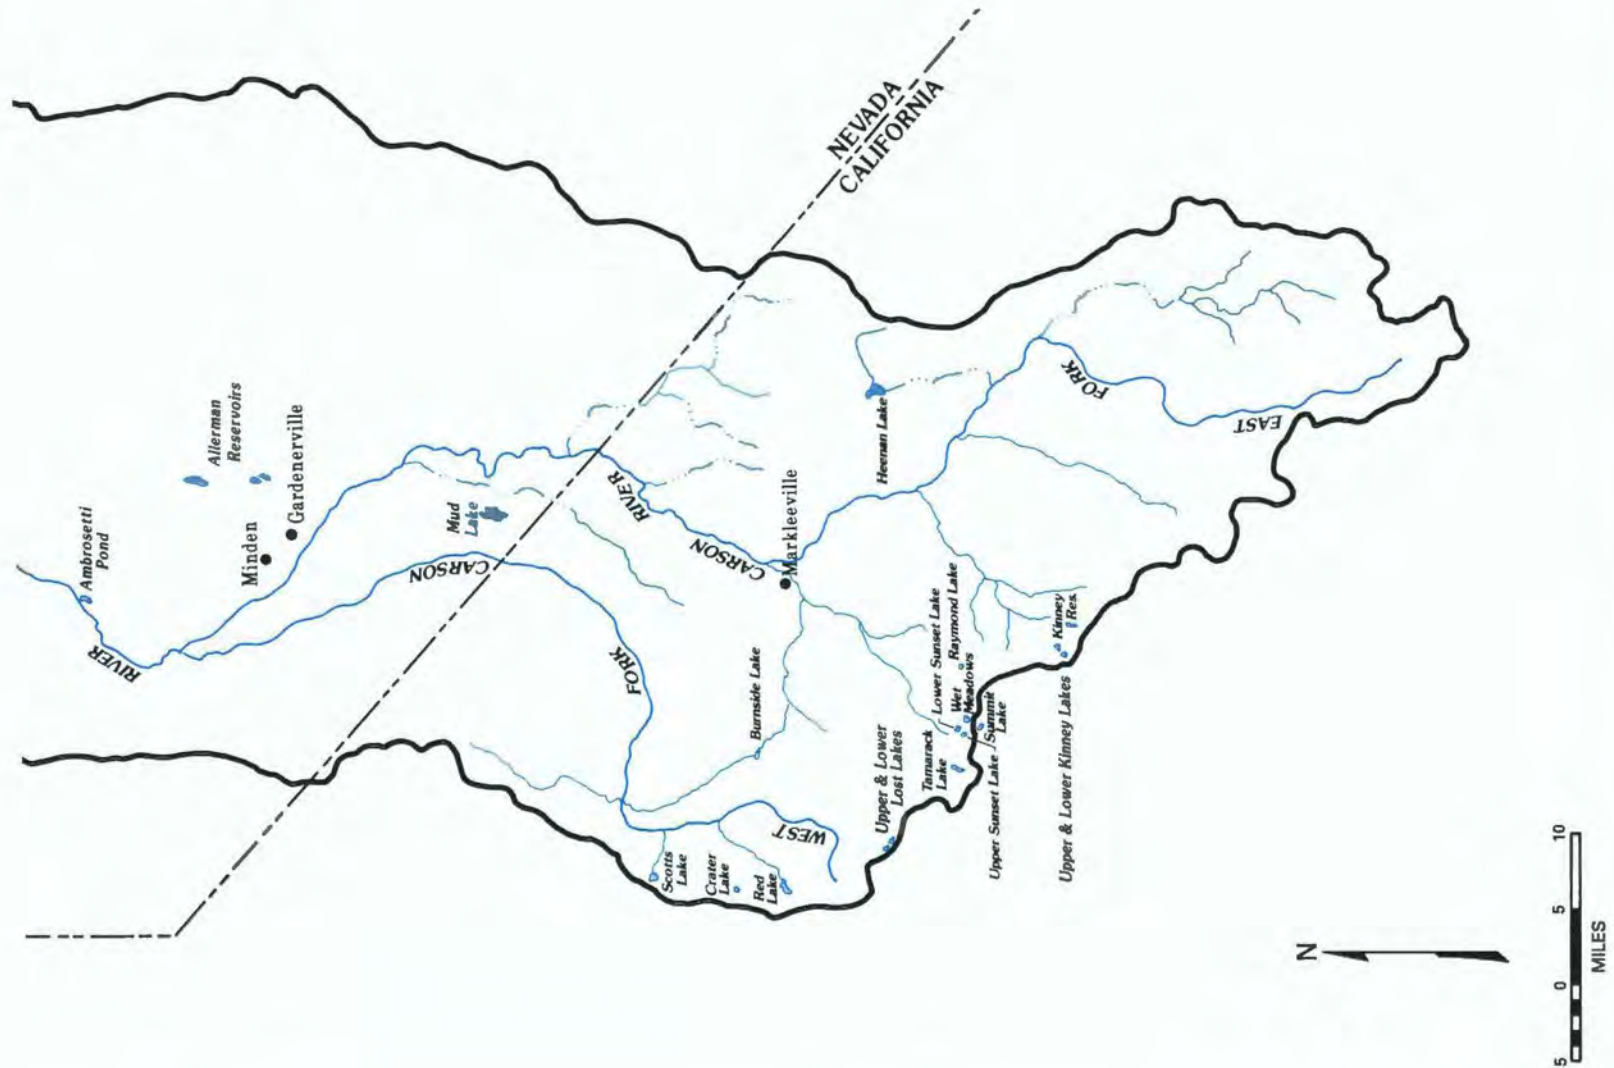 NEVADA
CALIFORNIA
Allerman
Reservoirs
Gardenerville
Minden
Ambrosetti
Pond
RIVER
Mud
Lake
CARSON
FORK
WEST
RIVER
CARSON
FORK
EAST
Markleeville
Heenan Lake
Burnside Lake
Lower Sunset Lake
Raymond Lake
Wet
Meadows
Summit
Lake
Kinney
Res.
Tamarack
Lake
Upper & Lower
Lost Lakes
Upper Sunset Lake
Upper & Lower Kinney Lakes
Scotts
Lake
Crater
Lake
Red
Lake
N
5 0 5 10
MILES